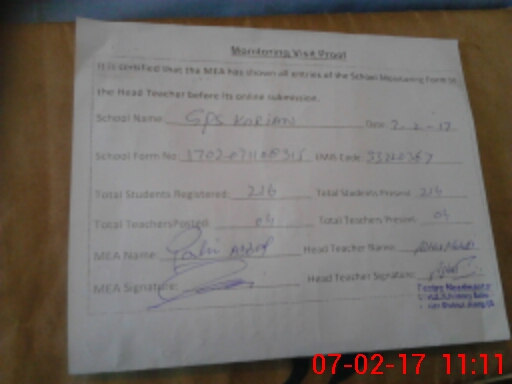 Monitoring Visit Proof
It is certified that the MEA has shown all entries of the School Monitoring Form to
the Head Teacher before its online submission.
School Name: GPS KORIAN Date: 7-2-17
School Form No: EMIS Code: 33210367
Total Students Registered: 216 Total Students Present: 214
Total Teachers Posted: 04 Total Teachers Present: 04
MEA Name: Head Teacher Name:
MEA Signature: Head Teacher Signature:
07-02-17 11:11